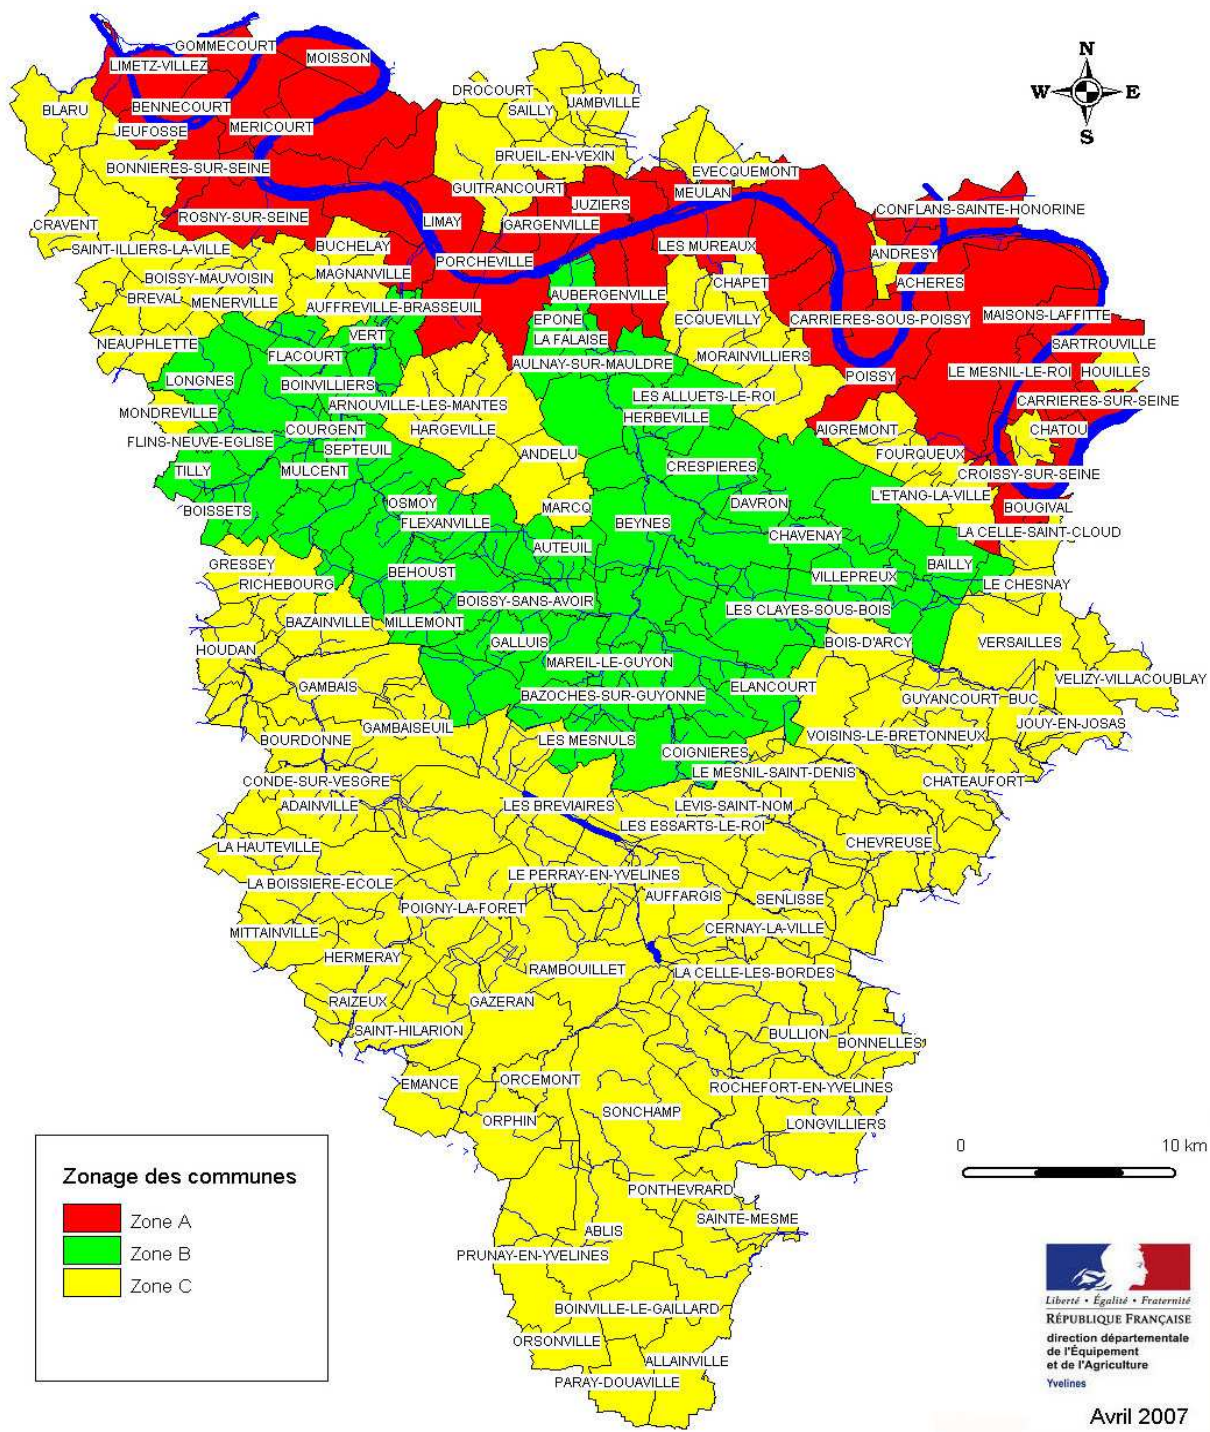 GOMMECOURT
LIMETZ-VILLEZ
MOISSON
N
W
E
S
DROCOURT
SAILLY
JAMBVILLE
BLARU
BENNECOURT
JEUFOSSE
MERICOURT
BRUEIL-EN-VEXIN
BONNIERES-SUR-SEINE
EVECQUEMONT
GUITRANCOURT
MEULAN
JUZIERS
CONFLANS-SAINTE-HONORINE
ROSNY-SUR-SEINE
LIMAY
GARGENVILLE
CRAVENT
SAINT-ILLIERS-LA-VILLE
BUCHELAY
LES MUREAUX
ANDRESY
PORCHEVILLE
BOISSY-MAUVOISIN
MAGNANVILLE
CHAPET
ACHERES
BREVAL
MENERVILLE
AUFFREVILLE-BRASSEUIL
AUBERGENVILLE
EPONE
ECQUEVILLY
CARRIERES-SOUS-POISSY
MAISONS-LAFFITTE
VERT
LA FALAISE
NEAUPHLETTE
SARTROUVILLE
FLACOURT
AULNAY-SUR-MAULDRE
MORAINVILLIERS
LONGNES
BOINVILLIERS
POISSY
LE MESNIL-LE-ROI
HOUILLES
LES ALLUETS-LE-ROI
ARNOUVILLE-LES-MANTES
CARRIERES-SUR-SEINE
MONDREVILLE
HERBEVILLE
COURGENT
HARGEVILLE
AIGREMONT
CHATOU
FLINS-NEUVE-EGLISE
SEPTEUIL
ANDELU
FOURQUEUX
TILLY
MULCENT
CRESPIERES
CROISSY-SUR-SEINE
L'ETANG-LA-VILLE
OSMOY
DAVRON
BOISSETS
MARCQ
BOUGIVAL
FLEXANVILLE
BEYNES
CHAVENAY
LA CELLE-SAINT-CLOUD
AUTEUIL
GRESSEY
BEHOUST
BAILLY
RICHEBOURG
VILLEPREUX
LE CHESNAY
BOISSY-SANS-AVOIR
LES CLAYES-SOUS-BOIS
BAZAINVILLE
MILLEMONT
GALLUIS
BOIS-D'ARCY
VERSAILLES
HOUDAN
MAREIL-LE-GUYON
VELIZY-VILLACOUBLAY
GAMBAIS
BAZOCHES-SUR-GUYONNE
ELANCOURT
GUYANCOURT
BUC
GAMBAISEUIL
JOUY-EN-JOSAS
BOURDONNE
LES MESNULS
VOISINS-LE-BRETONNEUX
COIGNIERES
LE MESNIL-SAINT-DENIS
CONDE-SUR-VESGRE
CHATEAUFORT
ADAINVILLE
LES BREVIAIRES
LEVIS-SAINT-NOM
LES ESSARTS-LE-ROI
LA HAUTEVILLE
CHEVREUSE
LE PERRAY-EN-YVELINES
LA BOISSIERE-ECOLE
AUFFARGIS
SENLISSE
POIGNY-LA-FORET
MITTAINVILLE
CERNAY-LA-VILLE
HERMERAY
RAMBOUILLET
LA CELLE-LES-BORDES
RAIZEUX
GAZERAN
SAINT-HILARION
BULLION
BONNELLES
EMANCE
ORCEMONT
ROCHEFORT-EN-YVELINES
ORPHIN
SONCHAMP
LONGVILLIERS
0
10 km
Zonage des communes
PONTHEVRARD
Zone A
SAINTE-MESME
ABLIS
Zone B
PRUNAY-EN-YVELINES
Zone C
BOINVILLE-LE-GAILLARD
Liberté • Égalité • Fraternité
RÉPUBLIQUE FRANÇAISE
ORSONVILLE
direction départementale
de l'Équipement
et de l'Agriculture
ALLAINVILLE
PARAY-DOUAVILLE
Yvelines
Avril 2007